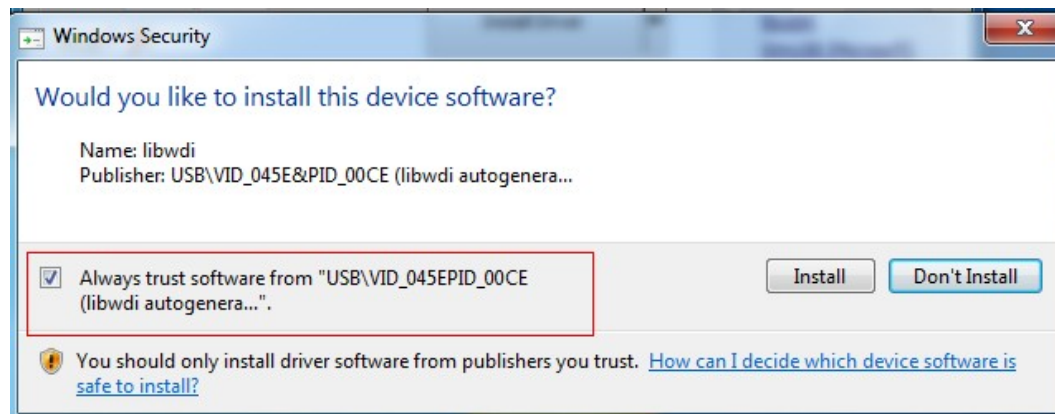 Windows Security
Would you like to install this device software?
Name: libwdi
Publisher: USB\VID_045E&PID_00CE (libwdi autogenera...
Always trust software from "USB\VID_045EPID_00CE
(libwdi autogenera...".
Install
Don't Install
You should only install driver software from publishers you trust. How can I decide which device software is
safe to install?